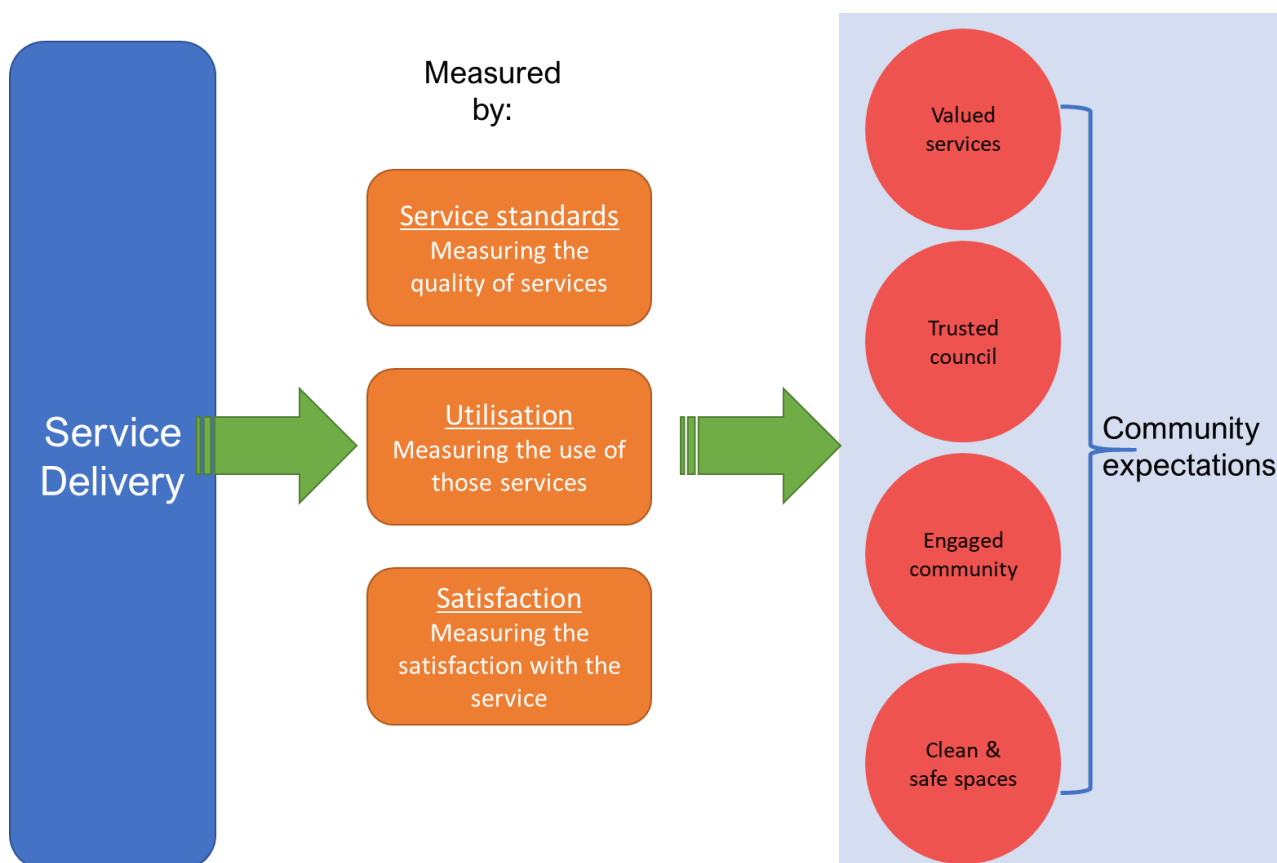 Service
Delivery
Measured
by:
Service standards
Measuring the
quality of services
Utilisation
Measuring the use of
those services
Satisfaction
Measuring the
satisfaction with the
service
Valued
services
Trusted
council
Engaged
community
Clean &
safe spaces
Community
expectations